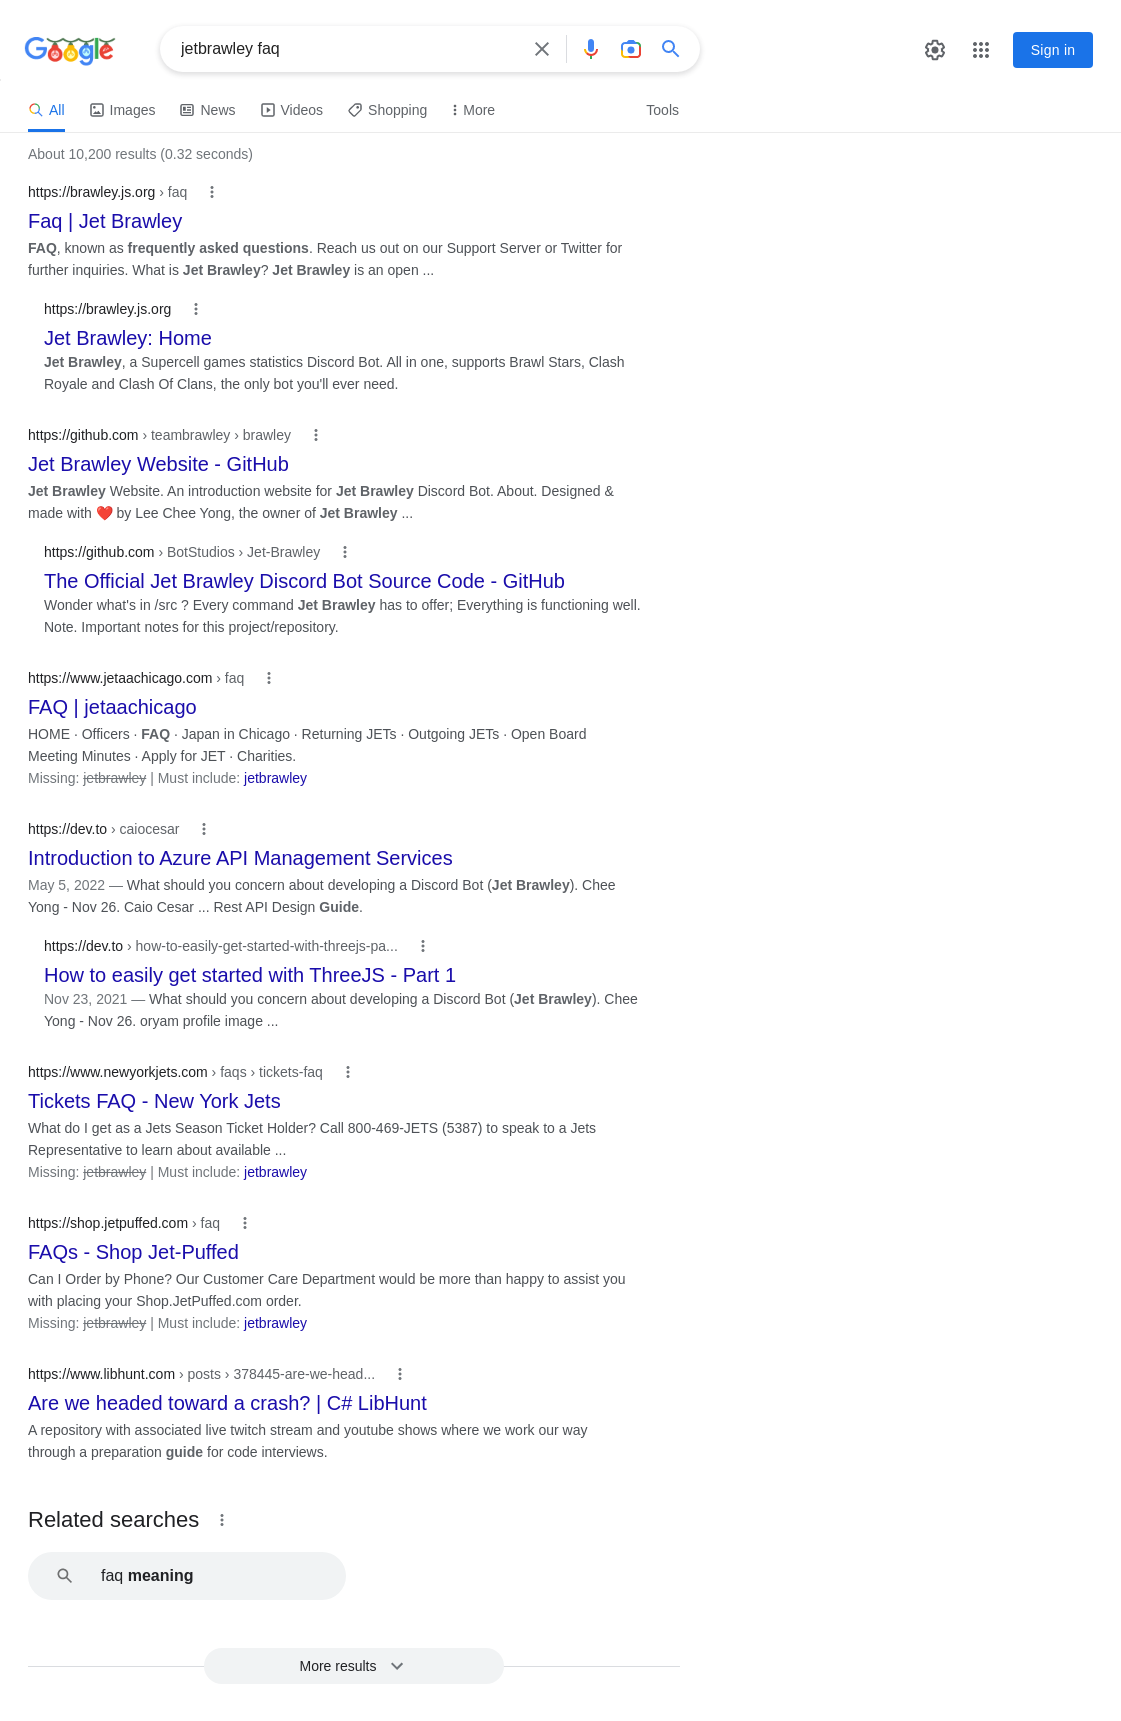 Google
jetbrawley faq
Sign in
All
Images
News
Videos
Shopping
More
Tools
About 10,200 results (0.32 seconds)
https://brawley.js.org › faq
Faq | Jet Brawley
FAQ, known as frequently asked questions. Reach us out on our Support Server or Twitter for
further inquiries. What is Jet Brawley? Jet Brawley is an open ...
https://brawley.js.org
Jet Brawley: Home
Jet Brawley, a Supercell games statistics Discord Bot. All in one, supports Brawl Stars, Clash
Royale and Clash Of Clans, the only bot you'll ever need.
https://github.com › teambrawley › brawley
Jet Brawley Website - GitHub
Jet Brawley Website. An introduction website for Jet Brawley Discord Bot. About. Designed &
made with ❤️ by Lee Chee Yong, the owner of Jet Brawley ...
https://github.com › BotStudios › Jet-Brawley
The Official Jet Brawley Discord Bot Source Code - GitHub
Wonder what's in /src ? Every command Jet Brawley has to offer; Everything is functioning well.
Note. Important notes for this project/repository.
https://www.jetaachicago.com › faq
FAQ | jetaachicago
HOME · Officers · FAQ · Japan in Chicago · Returning JETs · Outgoing JETs · Open Board
Meeting Minutes · Apply for JET · Charities.
Missing: jetbrawley | Must include: jetbrawley
https://dev.to › caiocesar
Introduction to Azure API Management Services
May 5, 2022 — What should you concern about developing a Discord Bot (Jet Brawley). Chee
Yong - Nov 26. Caio Cesar ... Rest API Design Guide.
https://dev.to › how-to-easily-get-started-with-threejs-pa...
How to easily get started with ThreeJS - Part 1
Nov 23, 2021 — What should you concern about developing a Discord Bot (Jet Brawley). Chee
Yong - Nov 26. oryam profile image ...
https://www.newyorkjets.com › faqs › tickets-faq
Tickets FAQ - New York Jets
What do I get as a Jets Season Ticket Holder? Call 800-469-JETS (5387) to speak to a Jets
Representative to learn about available ...
Missing: jetbrawley | Must include: jetbrawley
https://shop.jetpuffed.com › faq
FAQs - Shop Jet-Puffed
Can I Order by Phone? Our Customer Care Department would be more than happy to assist you
with placing your Shop.JetPuffed.com order.
Missing: jetbrawley | Must include: jetbrawley
https://www.libhunt.com › posts › 378445-are-we-head...
Are we headed toward a crash? | C# LibHunt
A repository with associated live twitch stream and youtube shows where we work our way
through a preparation guide for code interviews.
Related searches
faq meaning
More results